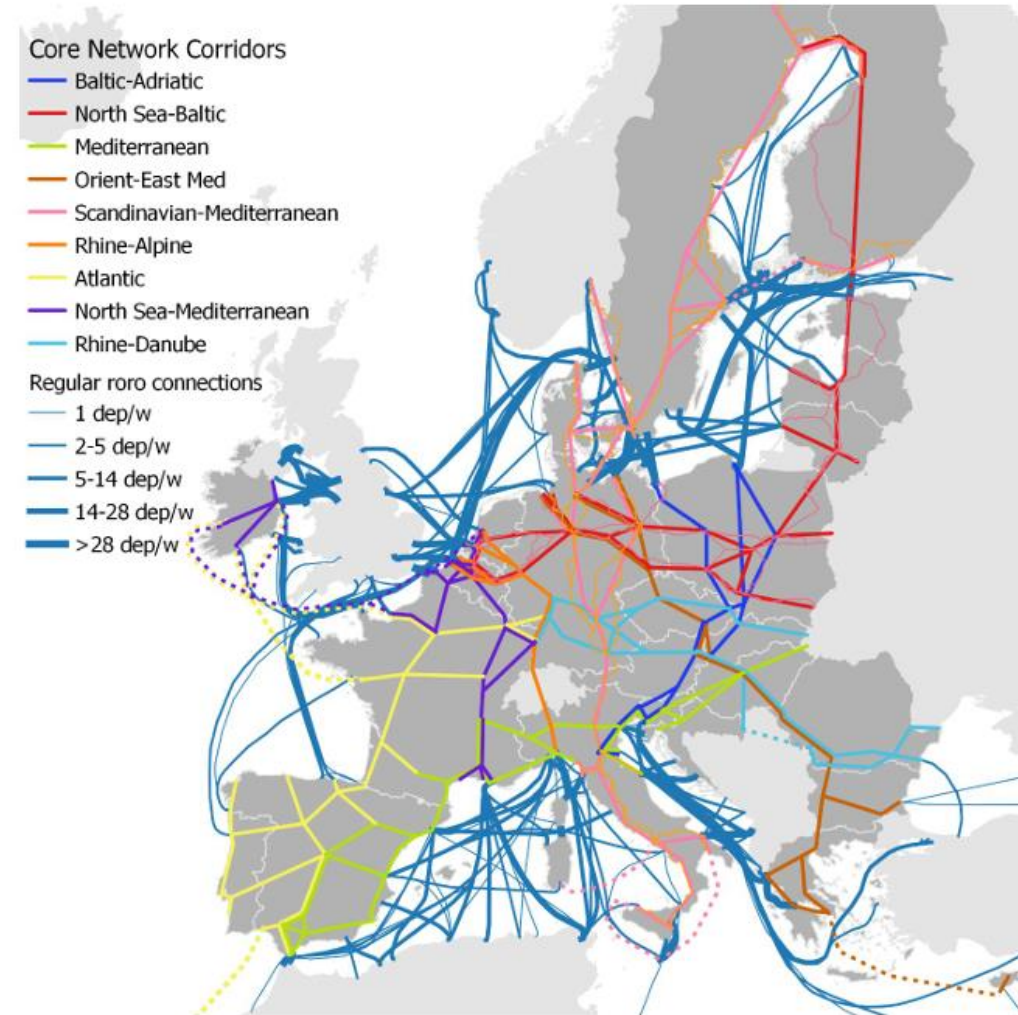 Core Network Corridors
Baltic-Adriatic
North Sea-Baltic
Mediterranean
Orient-East Med
Scandinavian-Mediterranean
Rhine-Alpine
Atlantic
North Sea-Mediterranean
Rhine-Danube
Regular roro connections
1 dep/w
2-5 dep/w
5-14 dep/w
14-28 dep/w
>28 dep/w